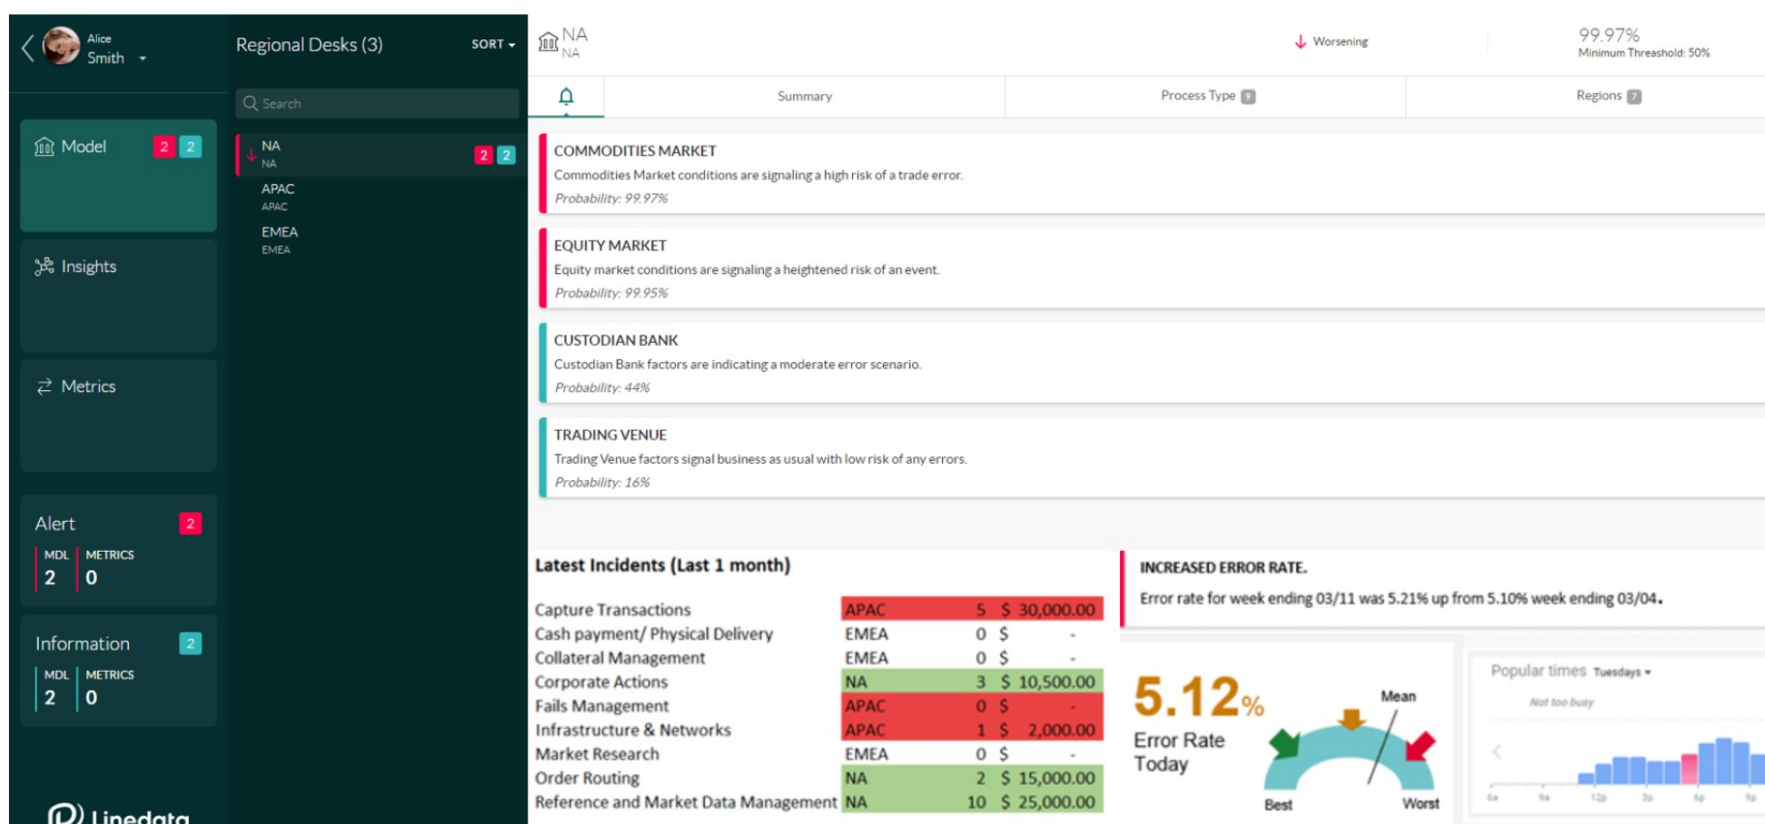 Alice
Smith
Model 2 2
Insights
Metrics
Alert 2
MDL METRICS
2 0
Information 2
MDL METRICS
2 0
Linedata
Regional Desks (3) SORT
Search
NA 2 2
NA
APAC
APAC
EMEA
EMEA
NA
NA
Worsening
99.97%
Minimum Threashold: 50%
Summary Process Type 9 Regions 7
COMMODITIES MARKET
Commodities Market conditions are signaling a high risk of a trade error.
Probability: 99.97%
EQUITY MARKET
Equity market conditions are signaling a heightened risk of an event.
Probability: 99.95%
CUSTODIAN BANK
Custodian Bank factors are indicating a moderate error scenario.
Probability: 44%
TRADING VENUE
Trading Venue factors signal business as usual with low risk of any errors.
Probability: 16%
Latest Incidents (Last 1 month)
Capture Transactions APAC 5 $ 30,000.00
Cash payment/ Physical Delivery EMEA 0 $ -
Collateral Management EMEA 0 $ -
Corporate Actions NA 3 $ 10,500.00
Fails Management APAC 0 $ -
Infrastructure & Networks APAC 1 $ 2,000.00
Market Research EMEA 0 $ -
Order Routing NA 2 $ 15,000.00
Reference and Market Data Management NA 10 $ 25,000.00
INCREASED ERROR RATE.
Error rate for week ending 03/11 was 5.21% up from 5.10% week ending 03/04.
5.12%
Error Rate
Today
Mean
Best Worst
Popular times Tuesdays
Not too busy
6a 9a 12p 3p 6p 9p